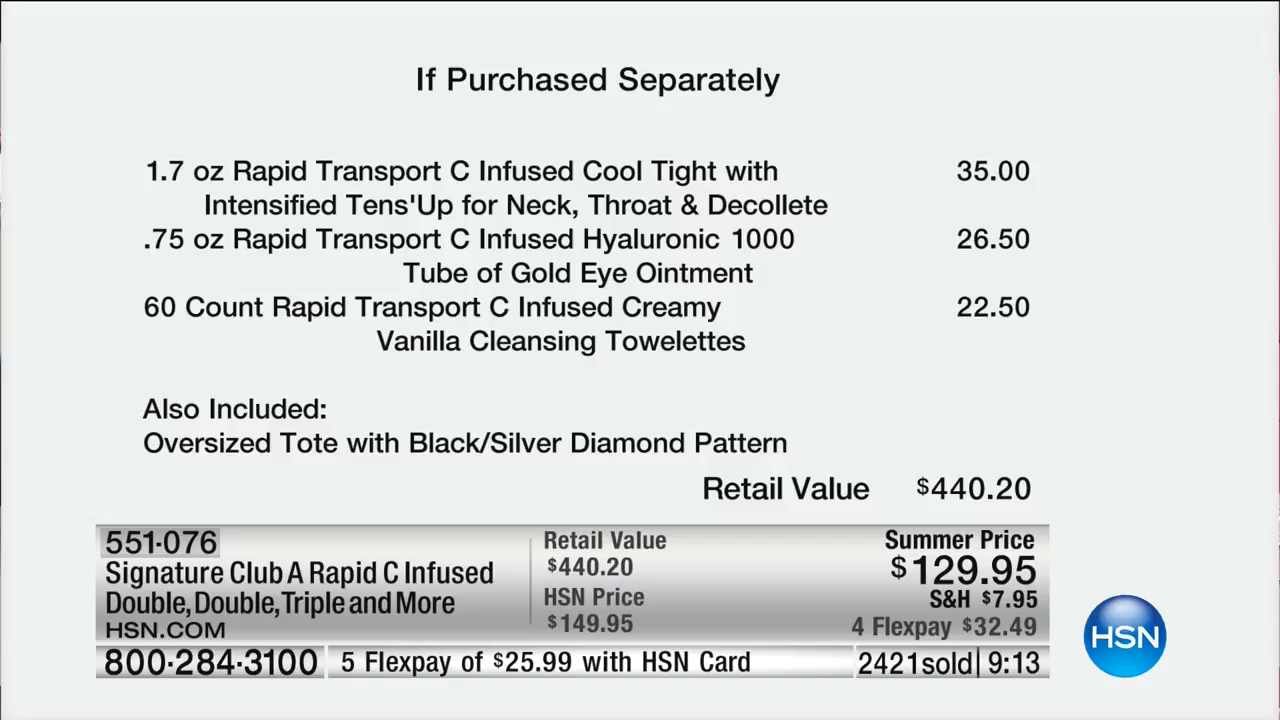 If Purchased Separately
1.7 oz Rapid Transport C Infused Cool Tight with 35.00
Intensified Tens'Up for Neck, Throat & Decollete
.75 oz Rapid Transport C Infused Hyaluronic 1000 26.50
Tube of Gold Eye Ointment
60 Count Rapid Transport C Infused Creamy 22.50
Vanilla Cleansing Towelettes
Also Included:
Oversized Tote with Black/Silver Diamond Pattern
Retail Value $440.20
551·076
Signature Club A Rapid C Infused
Double, Double, Triple and More
HSN.COM
Retail Value
$440.20
HSN Price
$149.95
Summer Price
$129.95
S&H $7.95
4 Flexpay $32.49
800·284·3100
5 Flexpay of $25.99 with HSN Card
2421sold 9:13
HSN